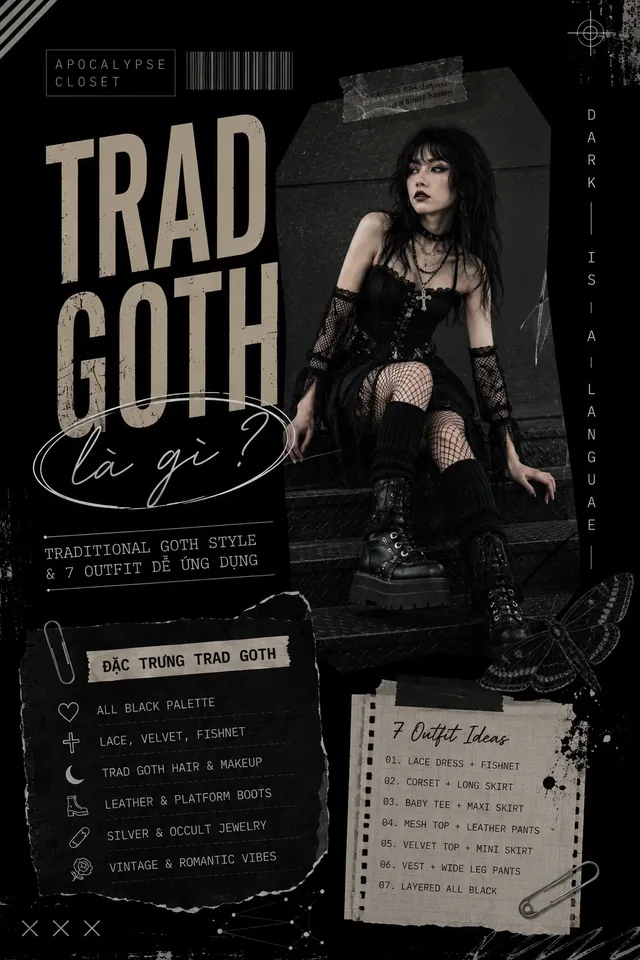 APOCALYPSE
CLOSET
TRAD
GOTH
là gì ?
TRADITIONAL GOTH STYLE
& 7 OUTFIT DỄ ỨNG DỤNG
DARK | IS | A | LANGUAE
ĐẶC TRƯNG TRAD GOTH
ALL BLACK PALETTE
LACE, VELVET, FISHNET
TRAD GOTH HAIR & MAKEUP
LEATHER & PLATFORM BOOTS
SILVER & OCCULT JEWELRY
VINTAGE & ROMANTIC VIBES
7 Outfit Ideas
01. LACE DRESS + FISHNET
02. CORSET + LONG SKIRT
03. BABY TEE + MAXI SKIRT
04. MESH TOP + LEATHER PANTS
05. VELVET TOP + MINI SKIRT
06. VEST + WIDE LEG PANTS
07. LAYERED ALL BLACK